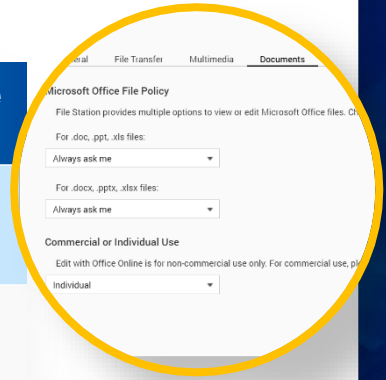 File Transfer Multimedia Documents
Microsoft Office File Policy
File Station provides multiple options to view or edit Microsoft Office files.
For .doc, .ppt, .xls files:
Always ask me
For .docx, .pptx, .xlsx files:
Always ask me
Commercial or Individual Use
Edit with Office Online is for non-commercial use only. For commercial use,
Individual